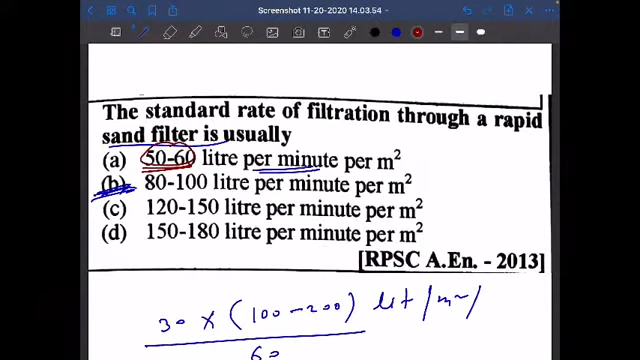 Screenshot 11-20-2020 14.03.54
The standard rate of filtration through a rapid
sand filter is usually
(a) 50-60 litre per minute per m²
(b) 80-100 litre per minute per m²
(c) 120-150 litre per minute per m²
(d) 150-180 litre per minute per m²
[RPSC A.En. - 2013]
30 × (100-200) lit / m² /
60